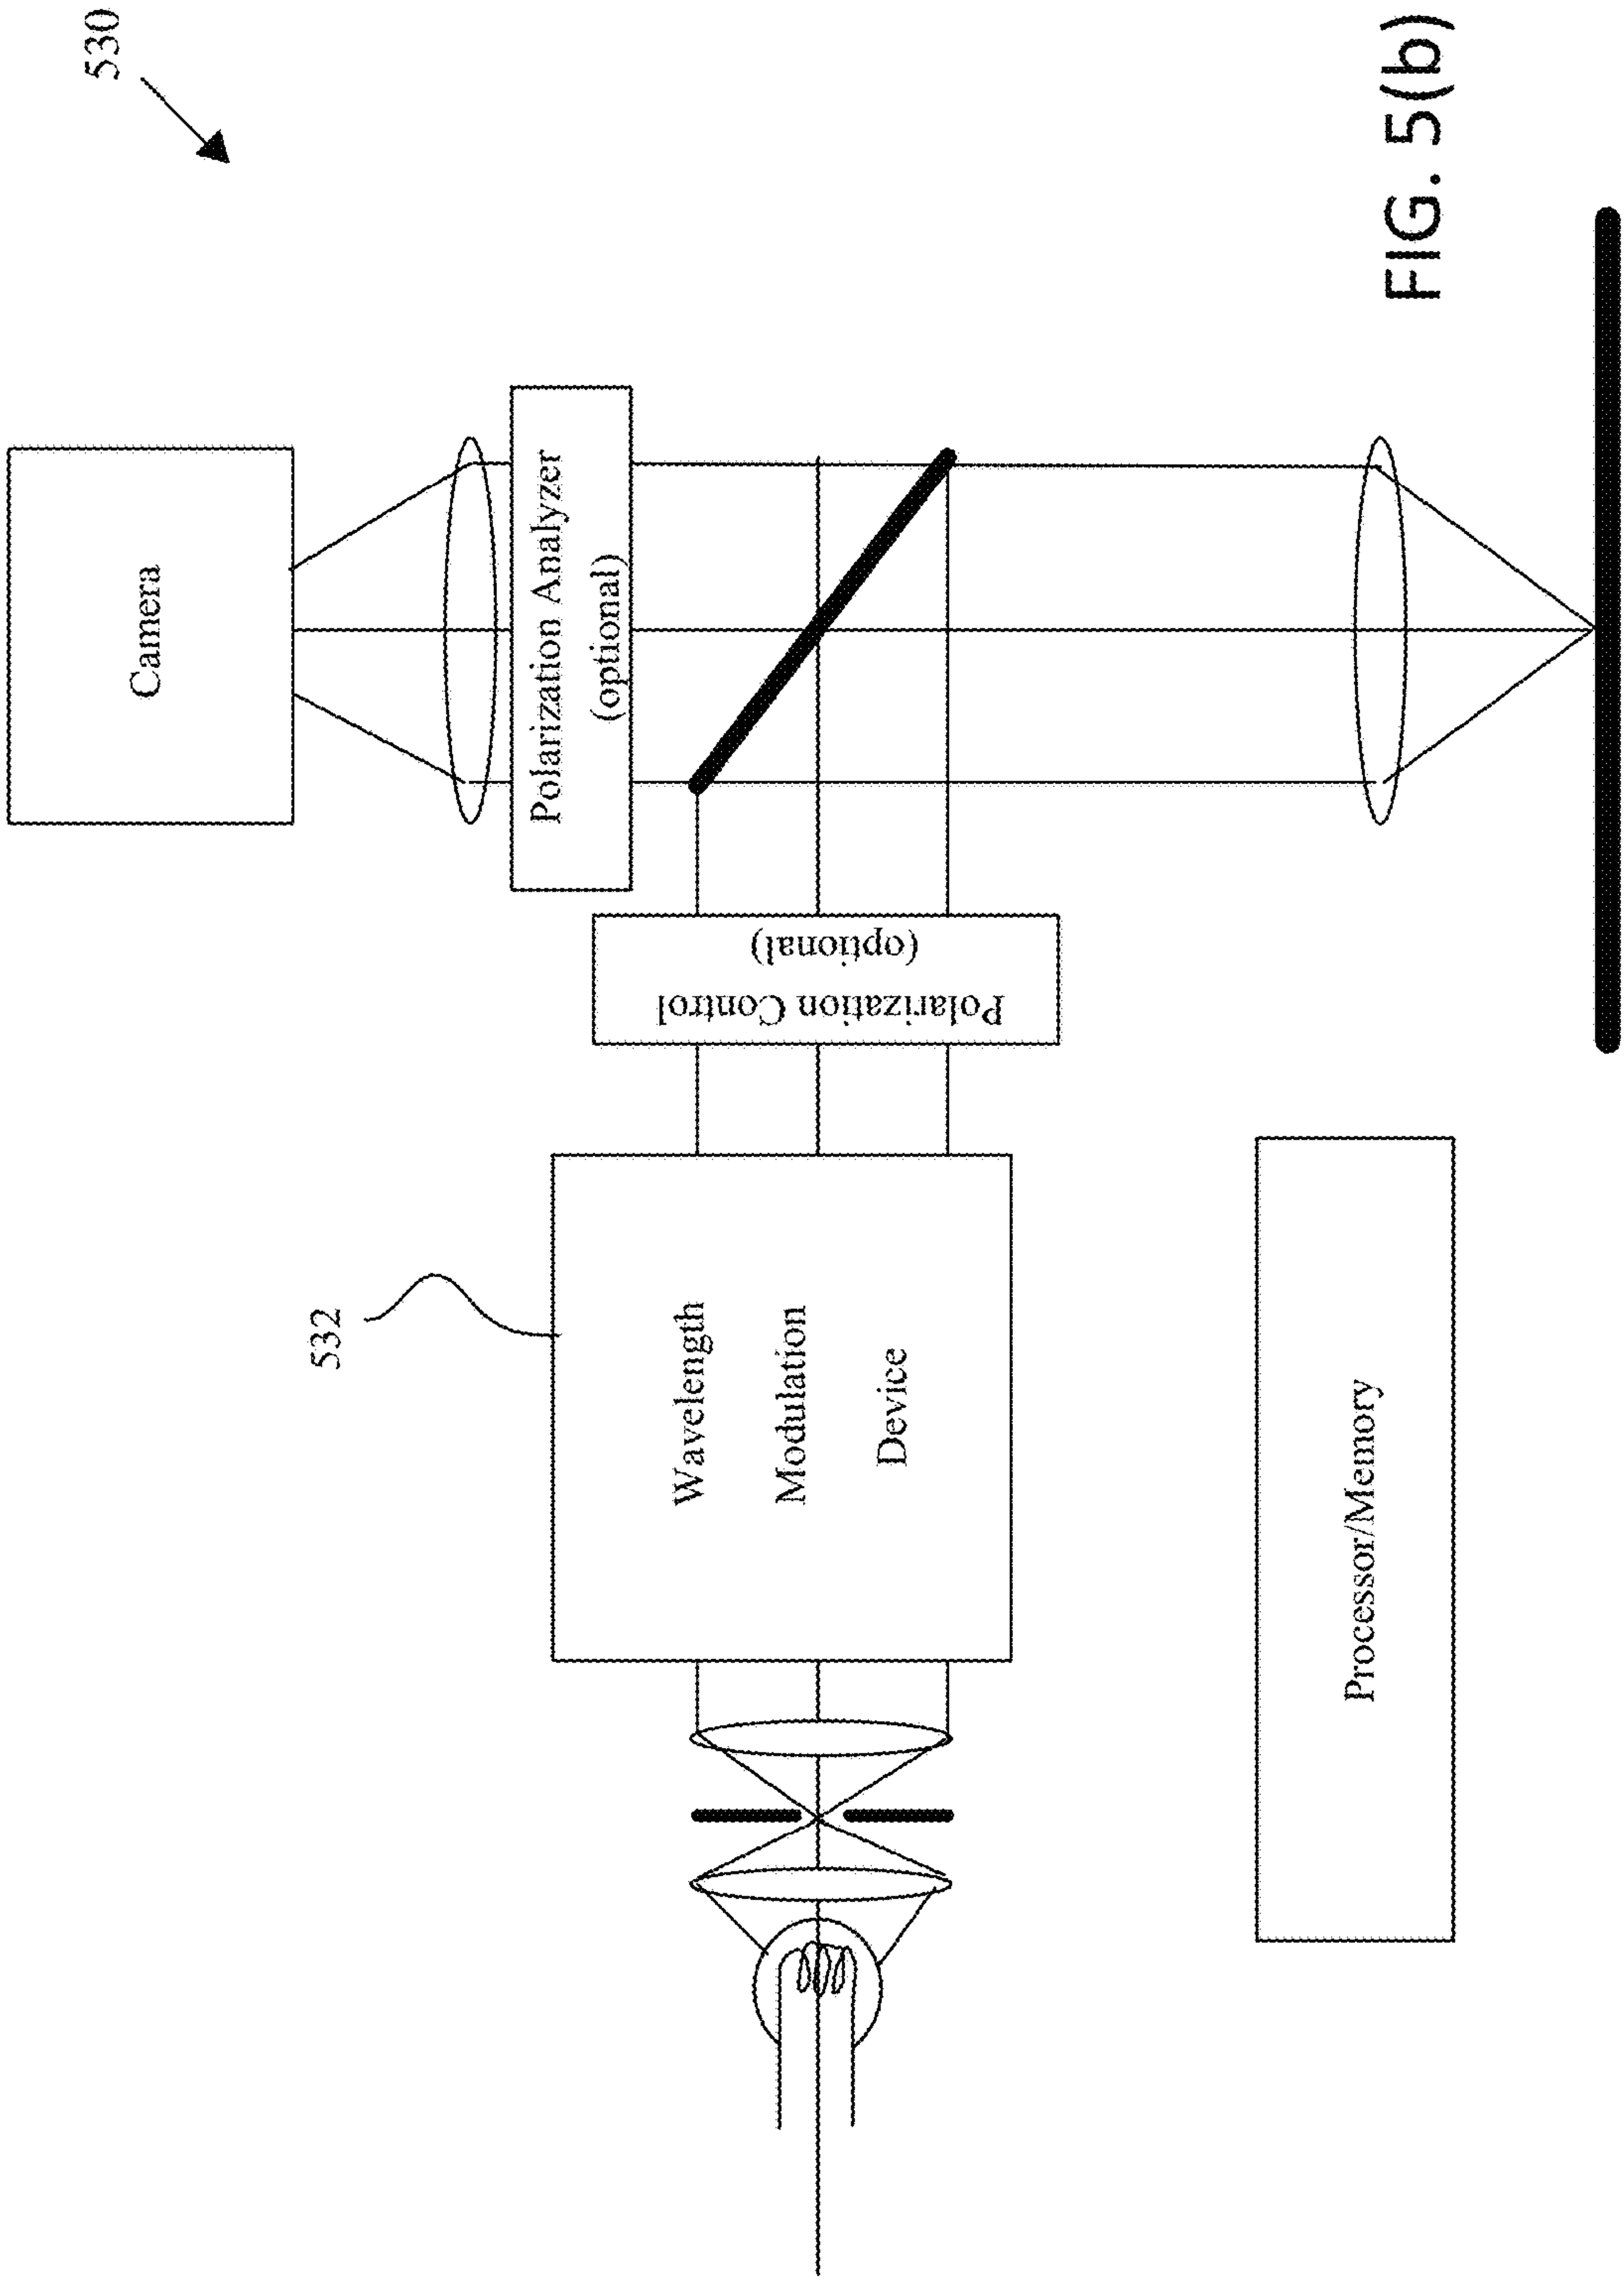 530
Camera
Polarization Analyzer
(optional)
Polarization Control
(optional)
532
Wavelength
Modulation
Device
Processor/Memory
FIG. 5(b)